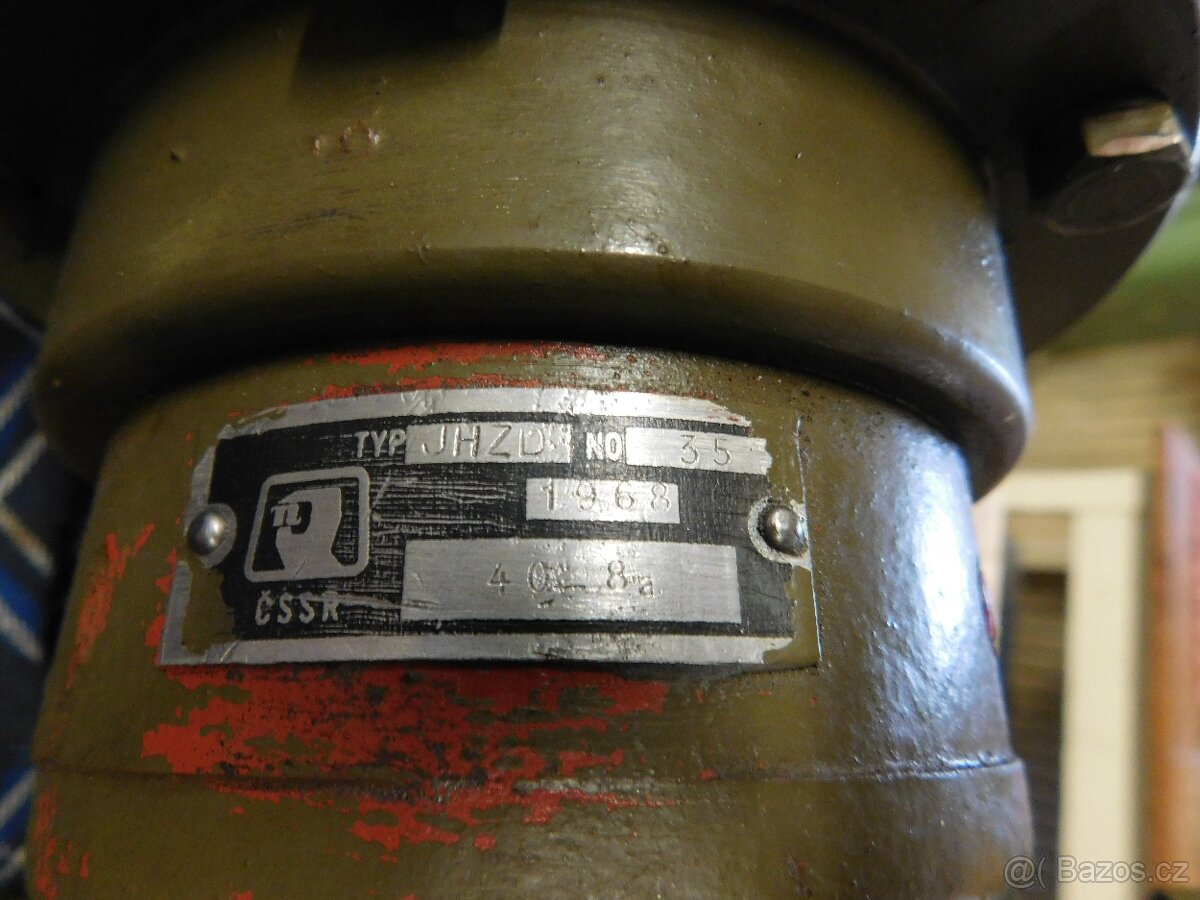 TYP JHZD NO 35
1968
ČSSR
@( Bazos.cz